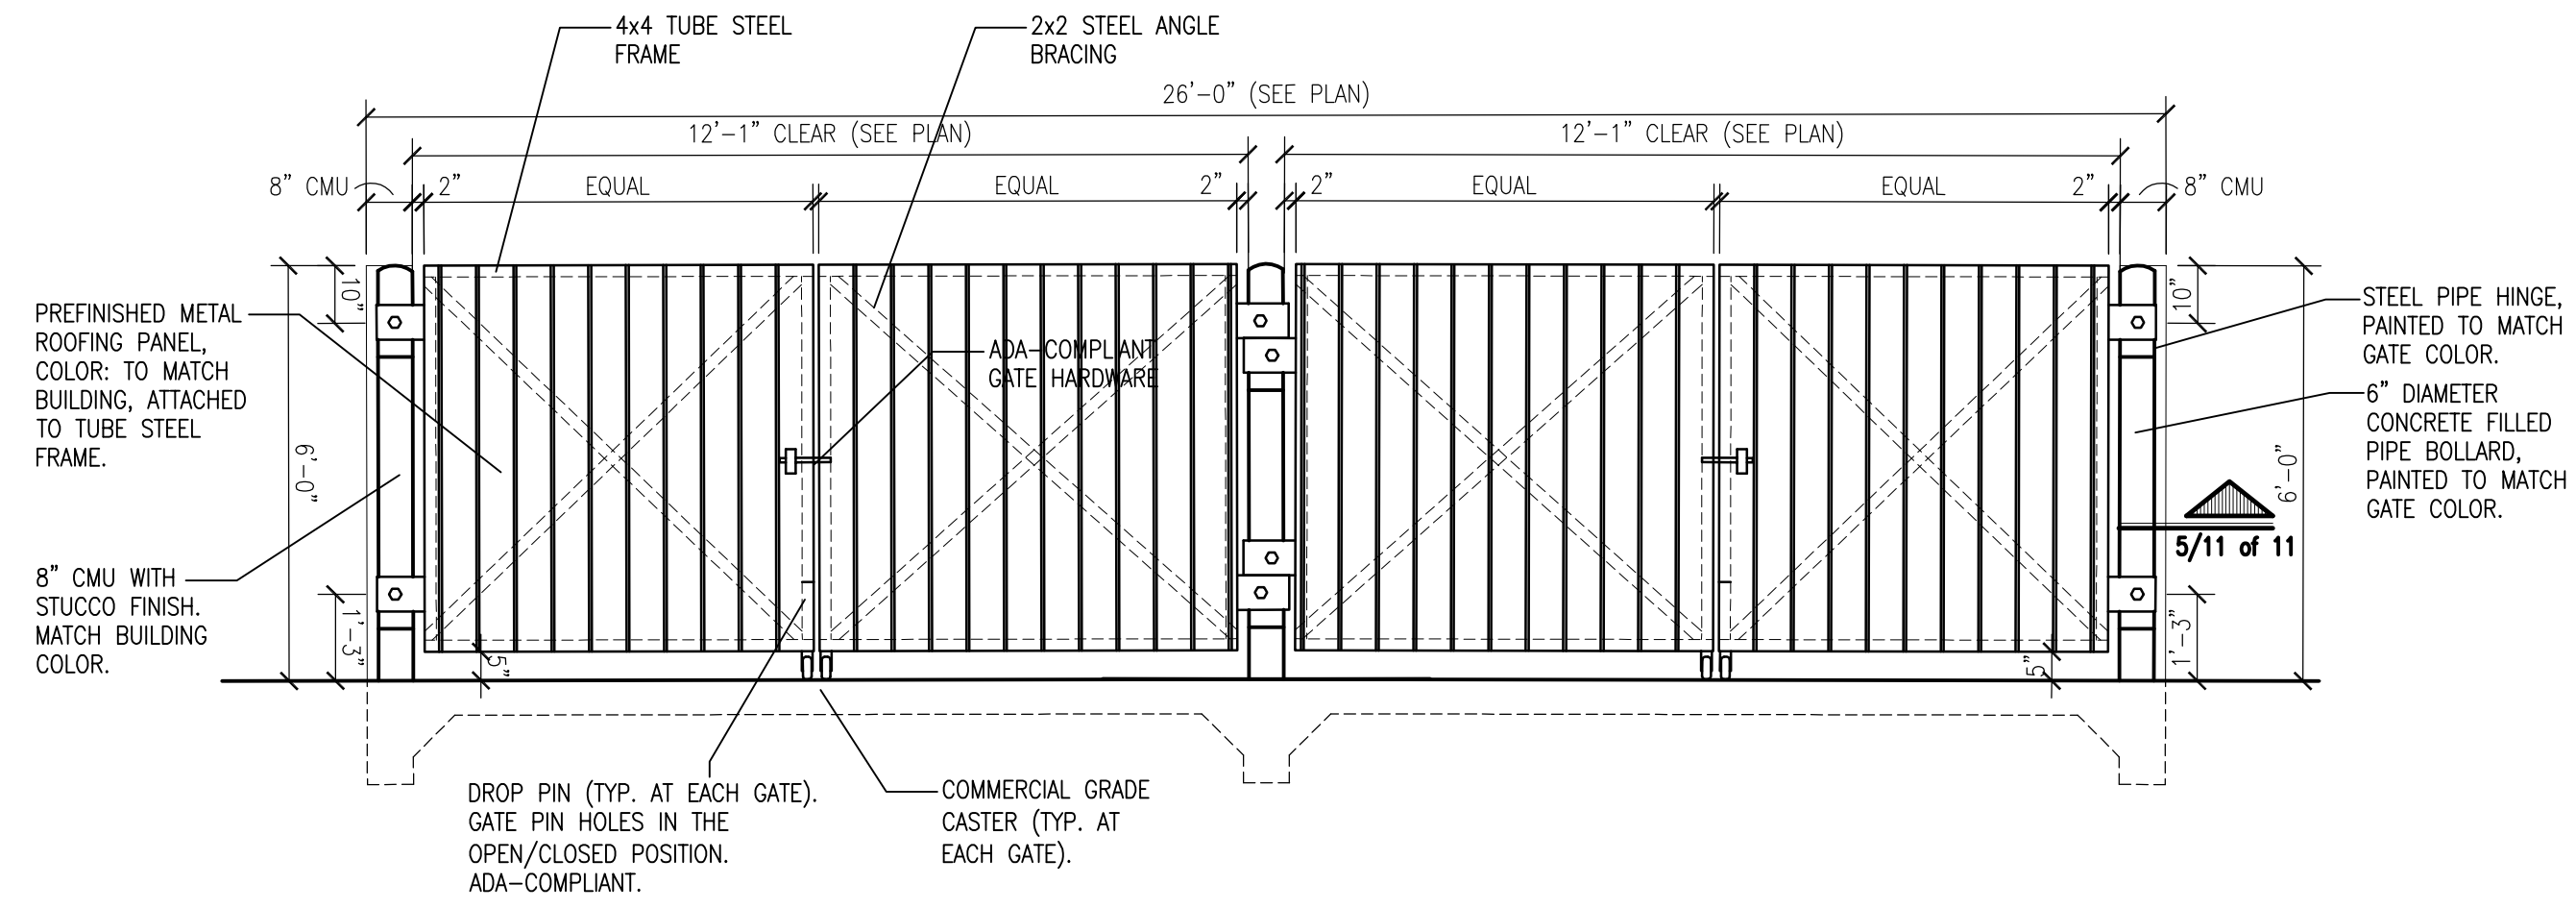 4x4 TUBE STEEL
FRAME
2x2 STEEL ANGLE
BRACING
26'-0" (SEE PLAN)
12'-1" CLEAR (SEE PLAN)
12'-1" CLEAR (SEE PLAN)
8" CMU
2"
EQUAL
EQUAL
2"
2"
EQUAL
EQUAL
2"
8" CMU
10"
10"
PREFINISHED METAL
ROOFING PANEL,
COLOR: TO MATCH
BUILDING, ATTACHED
TO TUBE STEEL
FRAME.
ADA-COMPLIANT
GATE HARDWARE
STEEL PIPE HINGE,
PAINTED TO MATCH
GATE COLOR.
6" DIAMETER
CONCRETE FILLED
PIPE BOLLARD,
PAINTED TO MATCH
GATE COLOR.
6'-0"
6'-0"
5/11 of 11
8" CMU WITH
STUCCO FINISH.
MATCH BUILDING
COLOR.
1'-3"
5"
5"
1'-3"
DROP PIN (TYP. AT EACH GATE).
GATE PIN HOLES IN THE
OPEN/CLOSED POSITION.
ADA-COMPLIANT.
COMMERCIAL GRADE
CASTER (TYP. AT
EACH GATE).